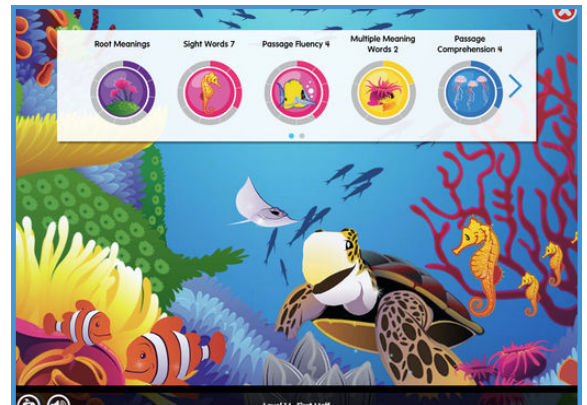 Root Meanings
Sight Words 7
Passage Fluency 4
Multiple Meaning
Words 2
Passage
Comprehension 4